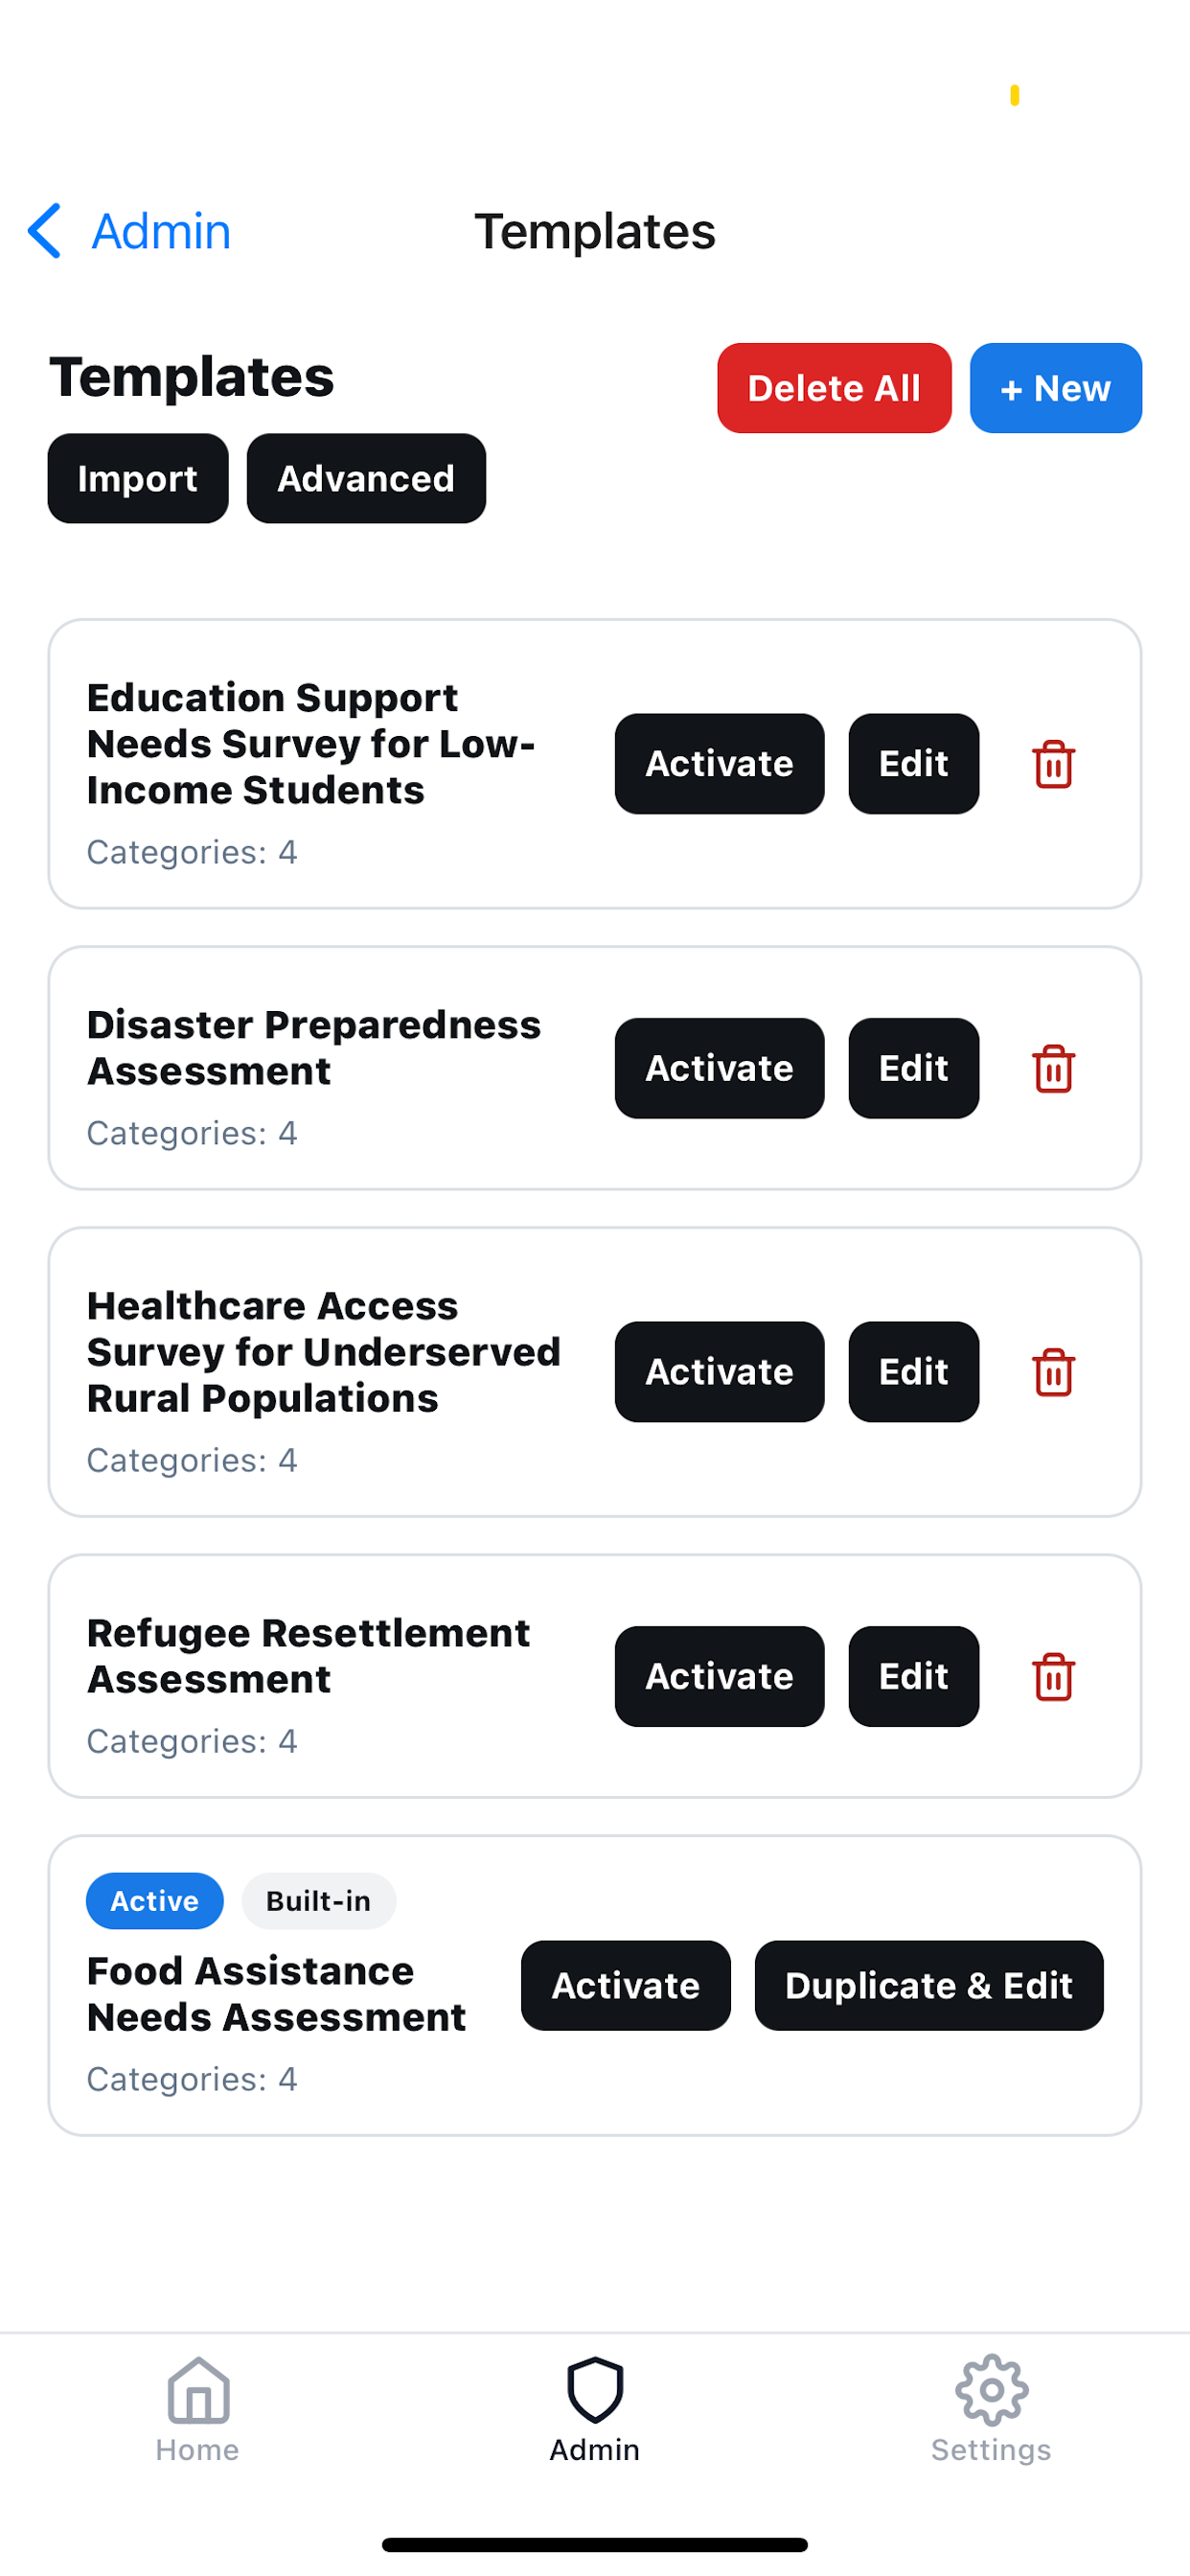 Admin
Templates
Templates
Delete All
+ New
Import
Advanced
Education Support
Needs Survey for Low-
Income Students
Categories: 4
Activate
Edit
Disaster Preparedness
Assessment
Categories: 4
Activate
Edit
Healthcare Access
Survey for Underserved
Rural Populations
Categories: 4
Activate
Edit
Refugee Resettlement
Assessment
Categories: 4
Activate
Edit
Active
Built-in
Food Assistance
Needs Assessment
Categories: 4
Activate
Duplicate & Edit
Home
Admin
Settings